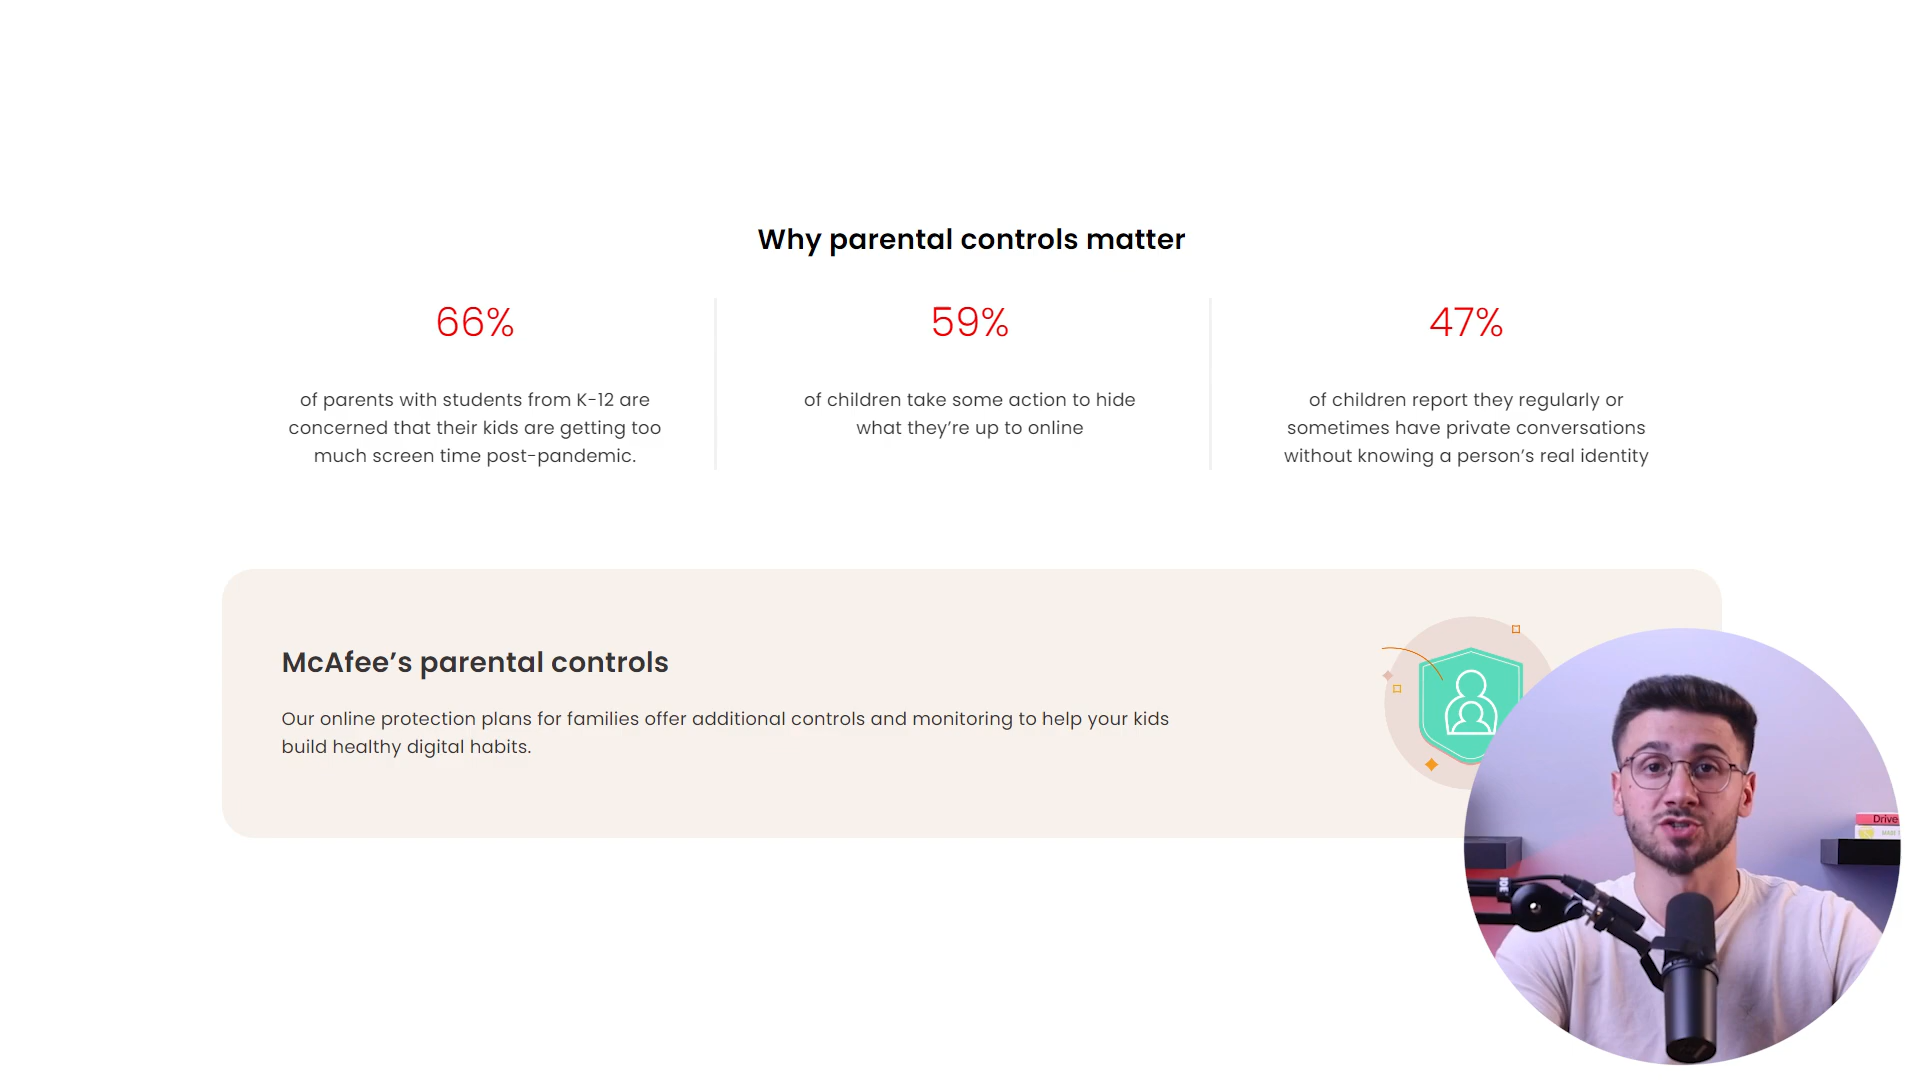 Why parental controls matter
66%
of parents with students from K-12 are
concerned that their kids are getting too
much screen time post-pandemic.
59%
of children take some action to hide
what they’re up to online
47%
of children report they regularly or
sometimes have private conversations
without knowing a person’s real identity
McAfee’s parental controls
Our online protection plans for families offer additional controls and monitoring to help your kids
build healthy digital habits.
Drive